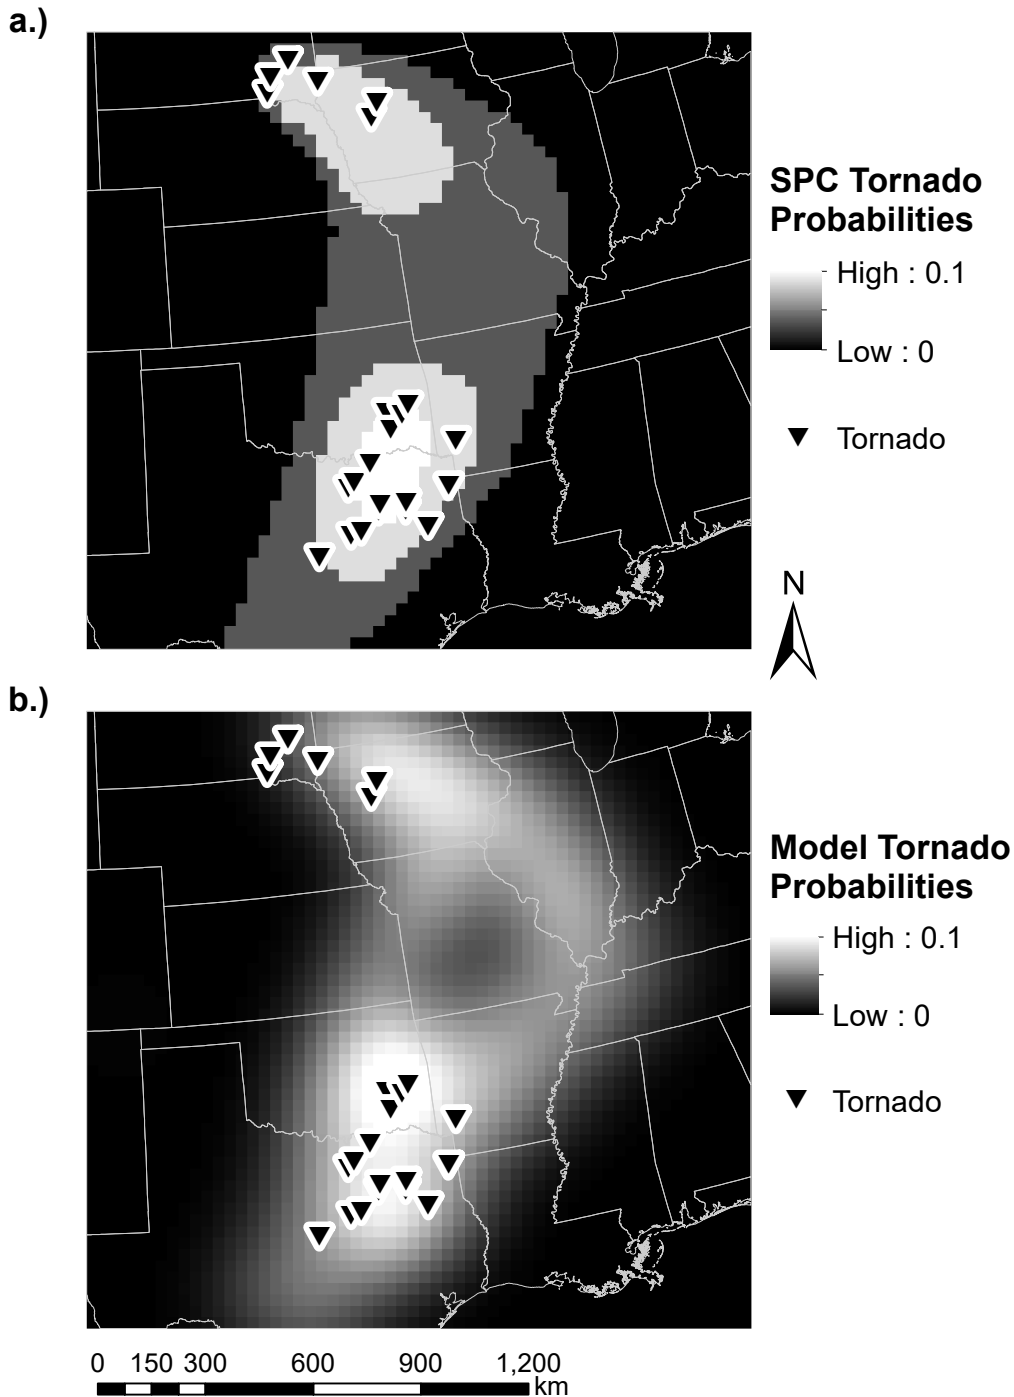 a.)
SPC Tornado
Probabilities
High : 0.1
Low : 0
Tornado
N
b.)
Model Tornado
Probabilities
High : 0.1
Low : 0
Tornado
0 150 300 600 900 1,200
km